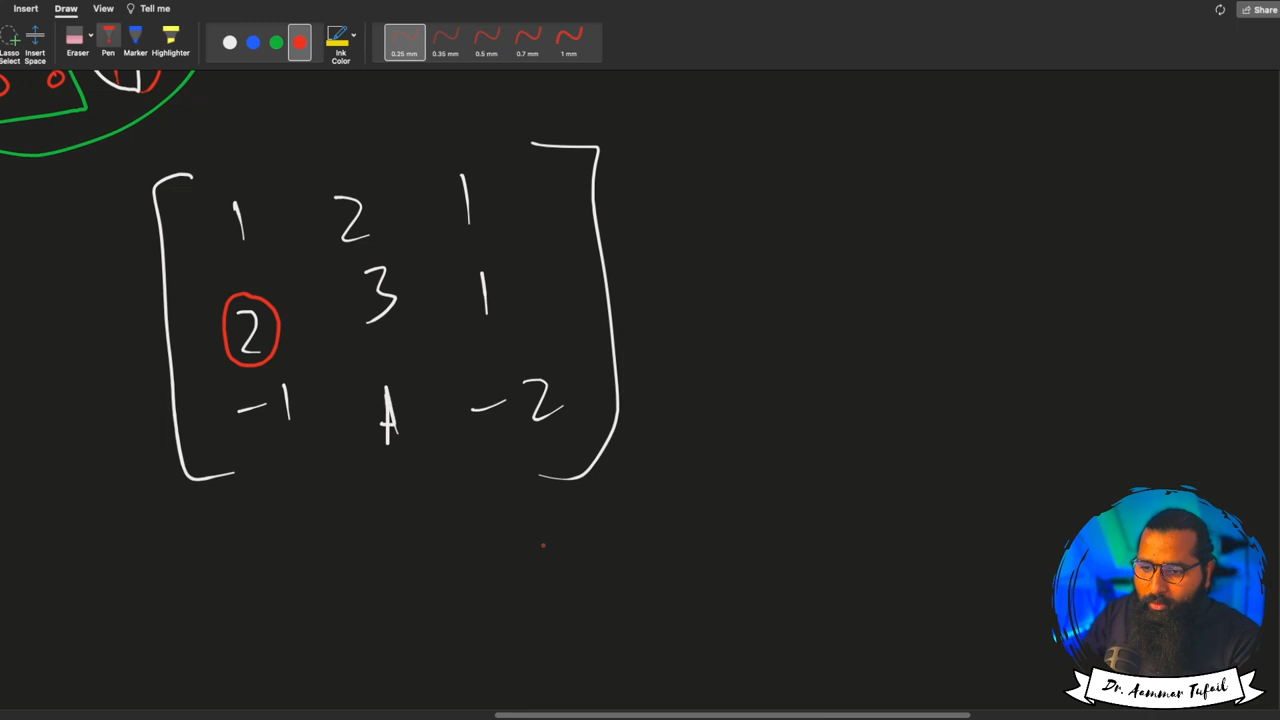 Insert Draw View Tell me
Share
Lasso Select
Insert Space
Eraser
Pen
Marker
Highlighter
Ink Color
0.25 mm
0.35 mm
0.5 mm
0.7 mm
1 mm
1 2 1
2 3 1
-1 -2
Dr. Aammar Tufail